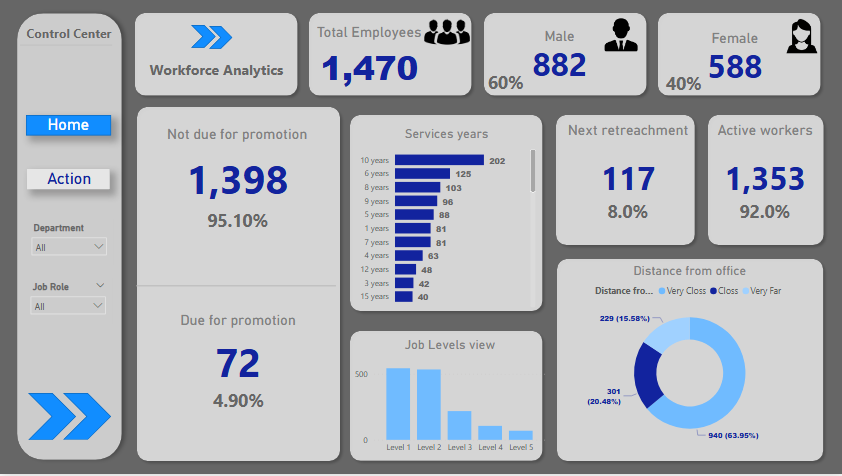 Control Center
Home
Action
Department
All
Job Role
All
Workforce Analytics
Total Employees
1,470
Male
882
60%
Female
588
40%
Not due for promotion
1,398
95.10%
Due for promotion
72
4.90%
Services years
10 years 202
6 years 125
8 years 103
9 years 96
5 years 88
1 years 81
7 years 81
4 years 63
12 years 48
3 years 42
15 years 40
Job Levels view
500
0
Level 1 Level 2 Level 3 Level 4 Level 5
Next retreachment
117
8.0%
Active workers
1,353
92.0%
Distance from office
Distance fro... Very Closs Closs Very Far
229 (15.58%)
301
(20.48%)
940 (63.95%)